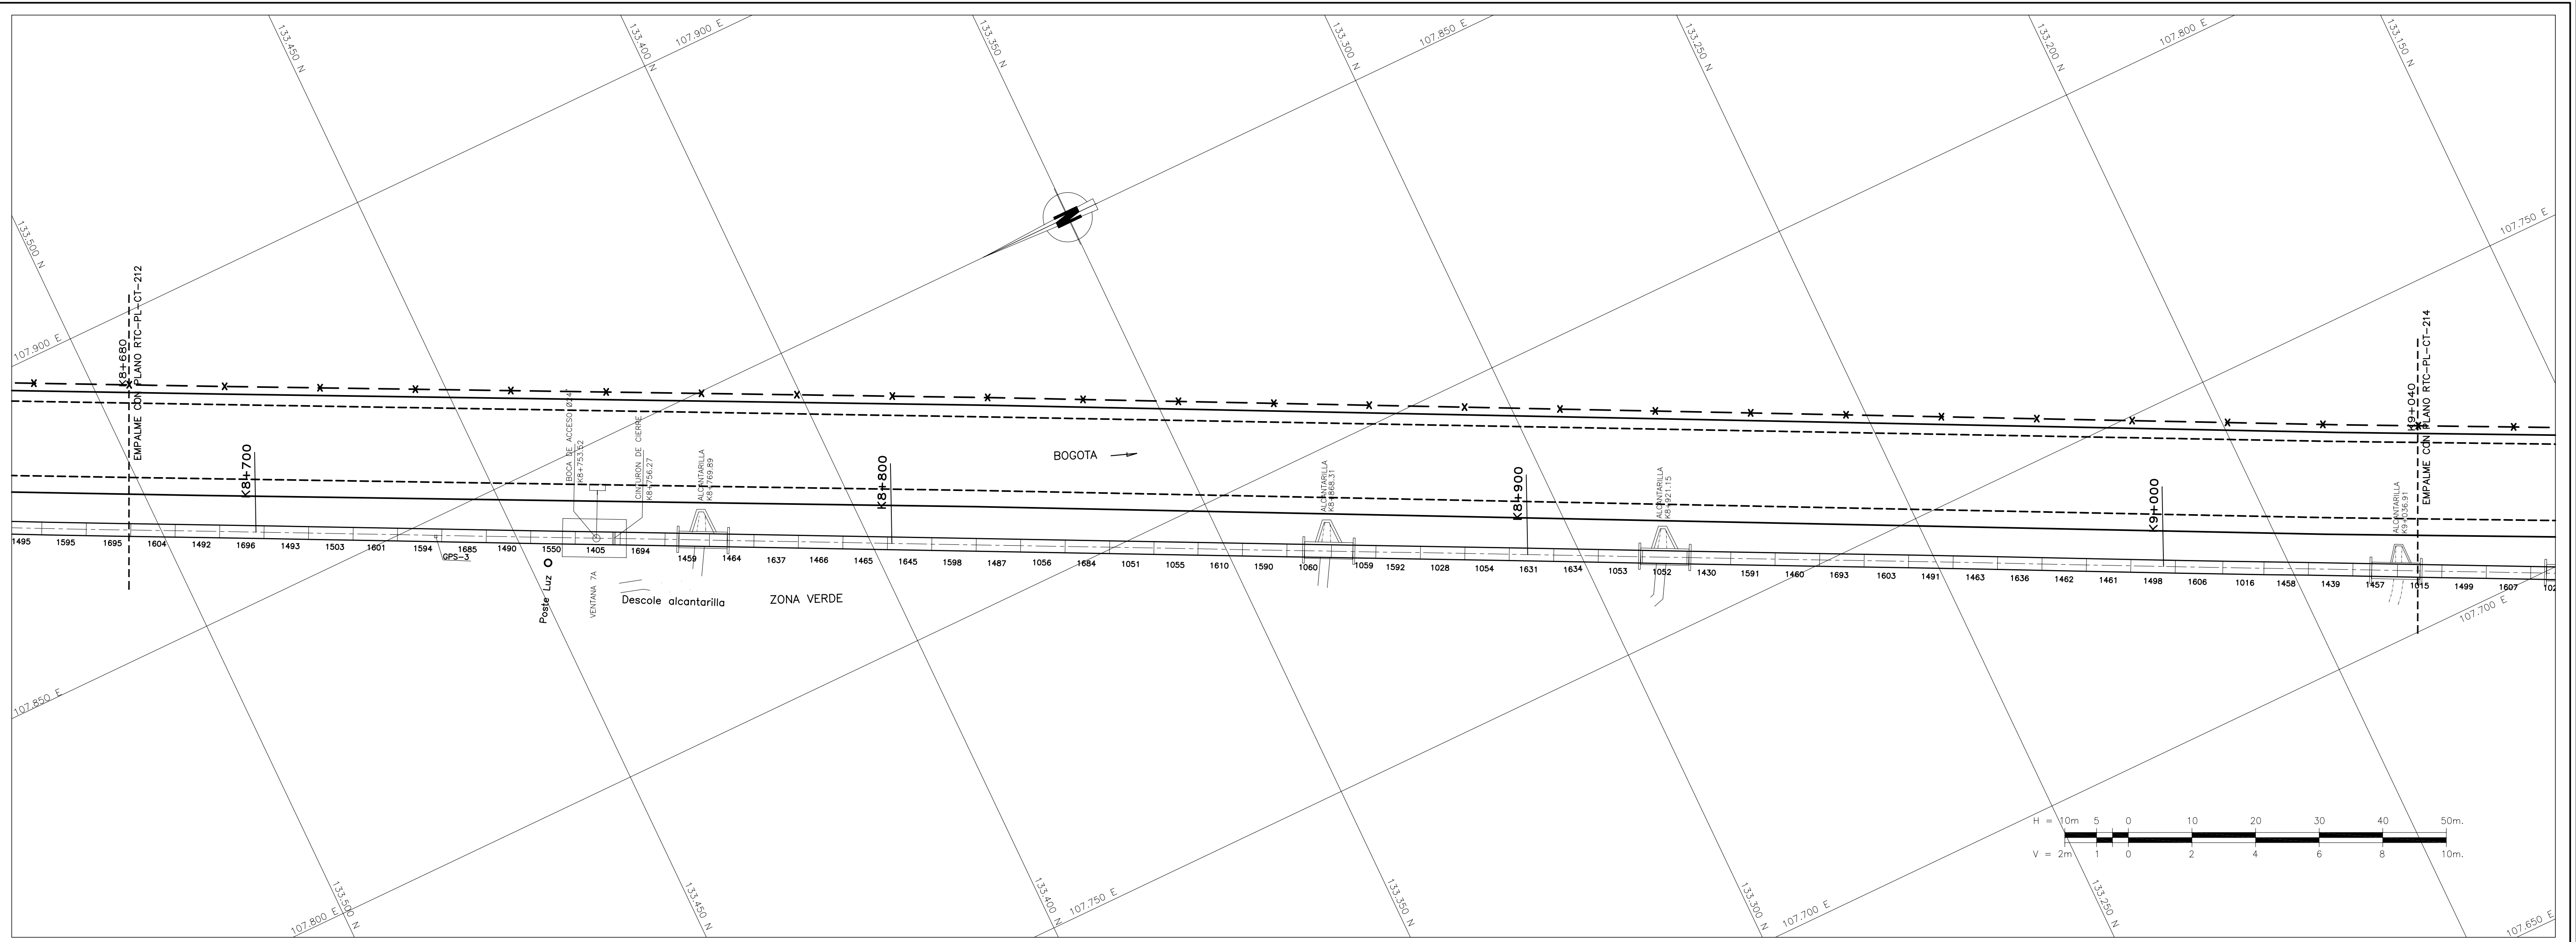 133.450 N
133.400 N
107.900 E
133.350 N
133.300 N
107.850 E
133.250 N
133.200 N
107.800 E
133.150 N
133.500 N
107.750 E
107.900 E
K8+680
EMPALME CON PLANO RTC-PL-CT-212
K9+040
EMPALME CON PLANO RTC-PL-CT-214
K8+700
BOCA DE ACCESO Ø24"
K8+753.52
CINTURON DE CIERRE
K8+756.27
ALCANTARILLA
K8+769.89
K8+800
BOGOTA
ALCANTARILLA
K8+868.31
K8+900
ALCANTARILLA
K8+921.15
K9+000
ALCANTARILLA
K9+036.91
1495 1595 1695 1604 1492 1696 1493 1503 1601 1594 1685 1490 1550 1405 1694 1459 1464 1637 1466 1465 1645 1598 1487 1056 1684 1051 1055 1610 1590 1060 1059 1592 1028 1054 1631 1634 1053 1052 1430 1591 1460 1693 1603 1491 1463 1636 1462 1461 1498 1606 1016 1458 1439 1457 1015 1499 1607 102
GPS-3
Poste Luz
VENTANA 7A
Descole alcantarilla
ZONA VERDE
107.700 E
107.850 E
H = 10m 5 0 10 20 30 40 50m.
V = 2m 1 0 2 4 6 8 10m.
107.800 E
133.500 N
133.450 N
133.400 N
107.750 E
133.350 N
133.300 N
107.700 E
133.250 N
107.650 E